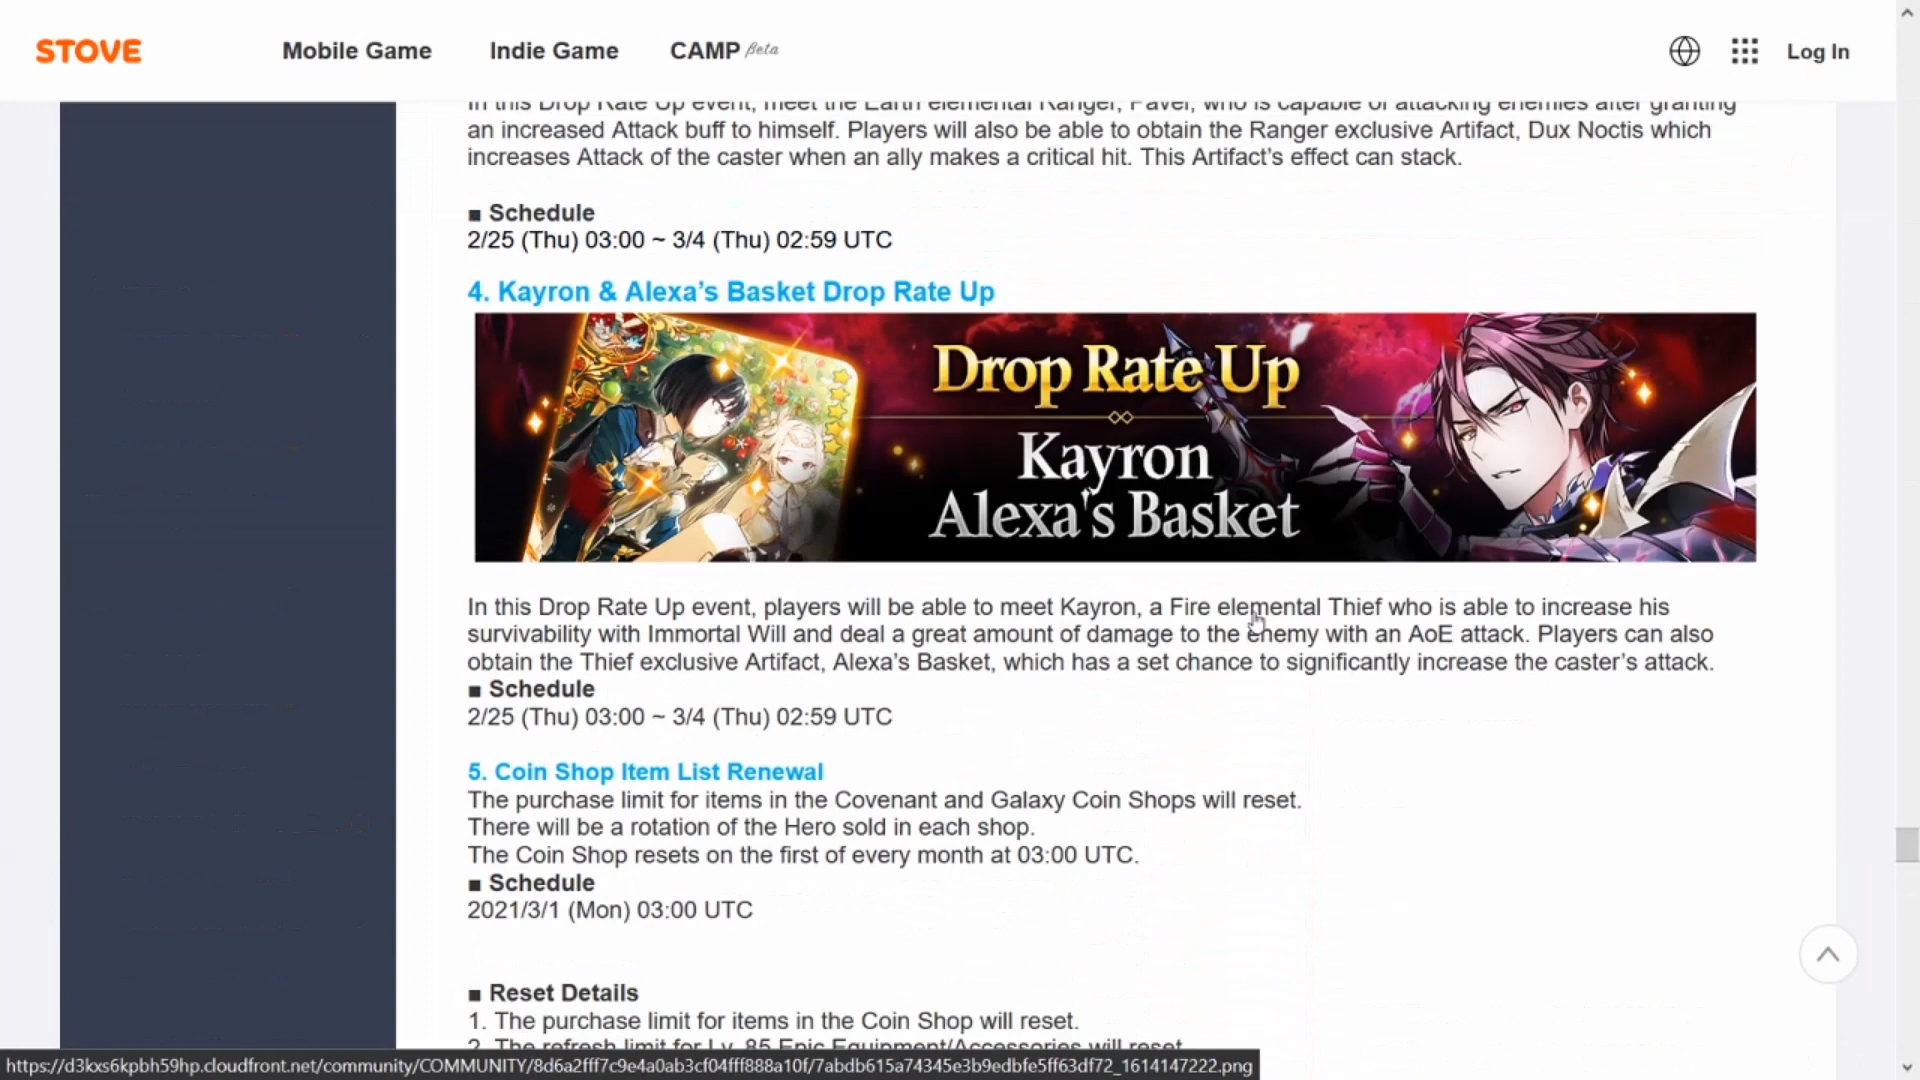 STOVE
Mobile Game
Indie Game
CAMP Beta
Log In
In this Drop Rate Up event, meet the Earth elemental Ranger, Pavel, who is capable of attacking enemies after granting
an increased Attack buff to himself. Players will also be able to obtain the Ranger exclusive Artifact, Dux Noctis which
increases Attack of the caster when an ally makes a critical hit. This Artifact’s effect can stack.
■ Schedule
2/25 (Thu) 03:00 ~ 3/4 (Thu) 02:59 UTC
4. Kayron & Alexa’s Basket Drop Rate Up
Drop Rate Up
Kayron
Alexa's Basket
In this Drop Rate Up event, players will be able to meet Kayron, a Fire elemental Thief who is able to increase his
survivability with Immortal Will and deal a great amount of damage to the enemy with an AoE attack. Players can also
obtain the Thief exclusive Artifact, Alexa’s Basket, which has a set chance to significantly increase the caster’s attack.
■ Schedule
2/25 (Thu) 03:00 ~ 3/4 (Thu) 02:59 UTC
5. Coin Shop Item List Renewal
The purchase limit for items in the Covenant and Galaxy Coin Shops will reset.
There will be a rotation of the Hero sold in each shop.
The Coin Shop resets on the first of every month at 03:00 UTC.
■ Schedule
2021/3/1 (Mon) 03:00 UTC
■ Reset Details
1. The purchase limit for items in the Coin Shop will reset.
2. The refresh limit for Lv. 85 Epic Equipment/Accessories will reset.
https://d3kxs6kpbh59hp.cloudfront.net/community/COMMUNITY/8d6a2fff7c9e4a0ab3cf04fff888a10f/7abdb615a74345e3b9edbfe5ff63df72_1614147222.png